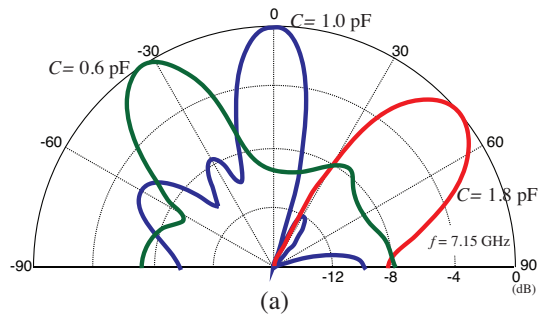 0
C= 1.0 pF
-30
30
C= 0.6 pF
-60
60
C= 1.8 pF
f = 7.15 GHz
-90
-12
-8
-4
0
90
(dB)
(a)